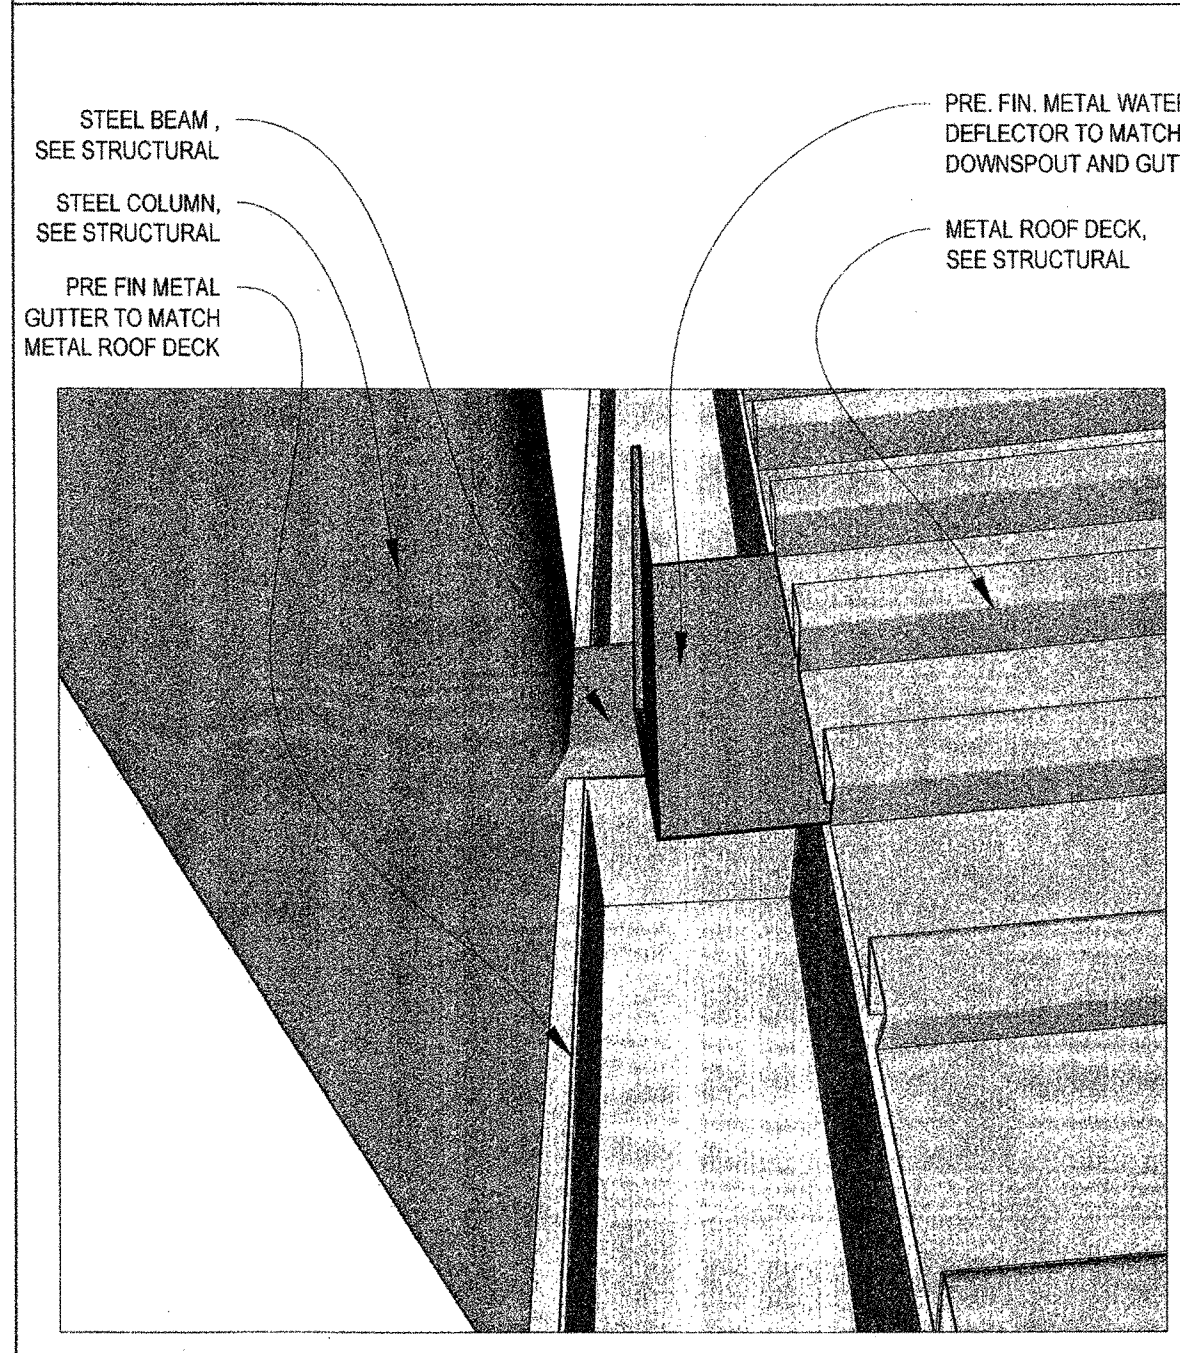 STEEL BEAM ,
SEE STRUCTURAL
STEEL COLUMN,
SEE STRUCTURAL
PRE FIN METAL
GUTTER TO MATCH
METAL ROOF DECK
PRE. FIN. METAL WATER
DEFLECTOR TO MATCH
DOWNSPOUT AND GUT
METAL ROOF DECK,
SEE STRUCTURAL